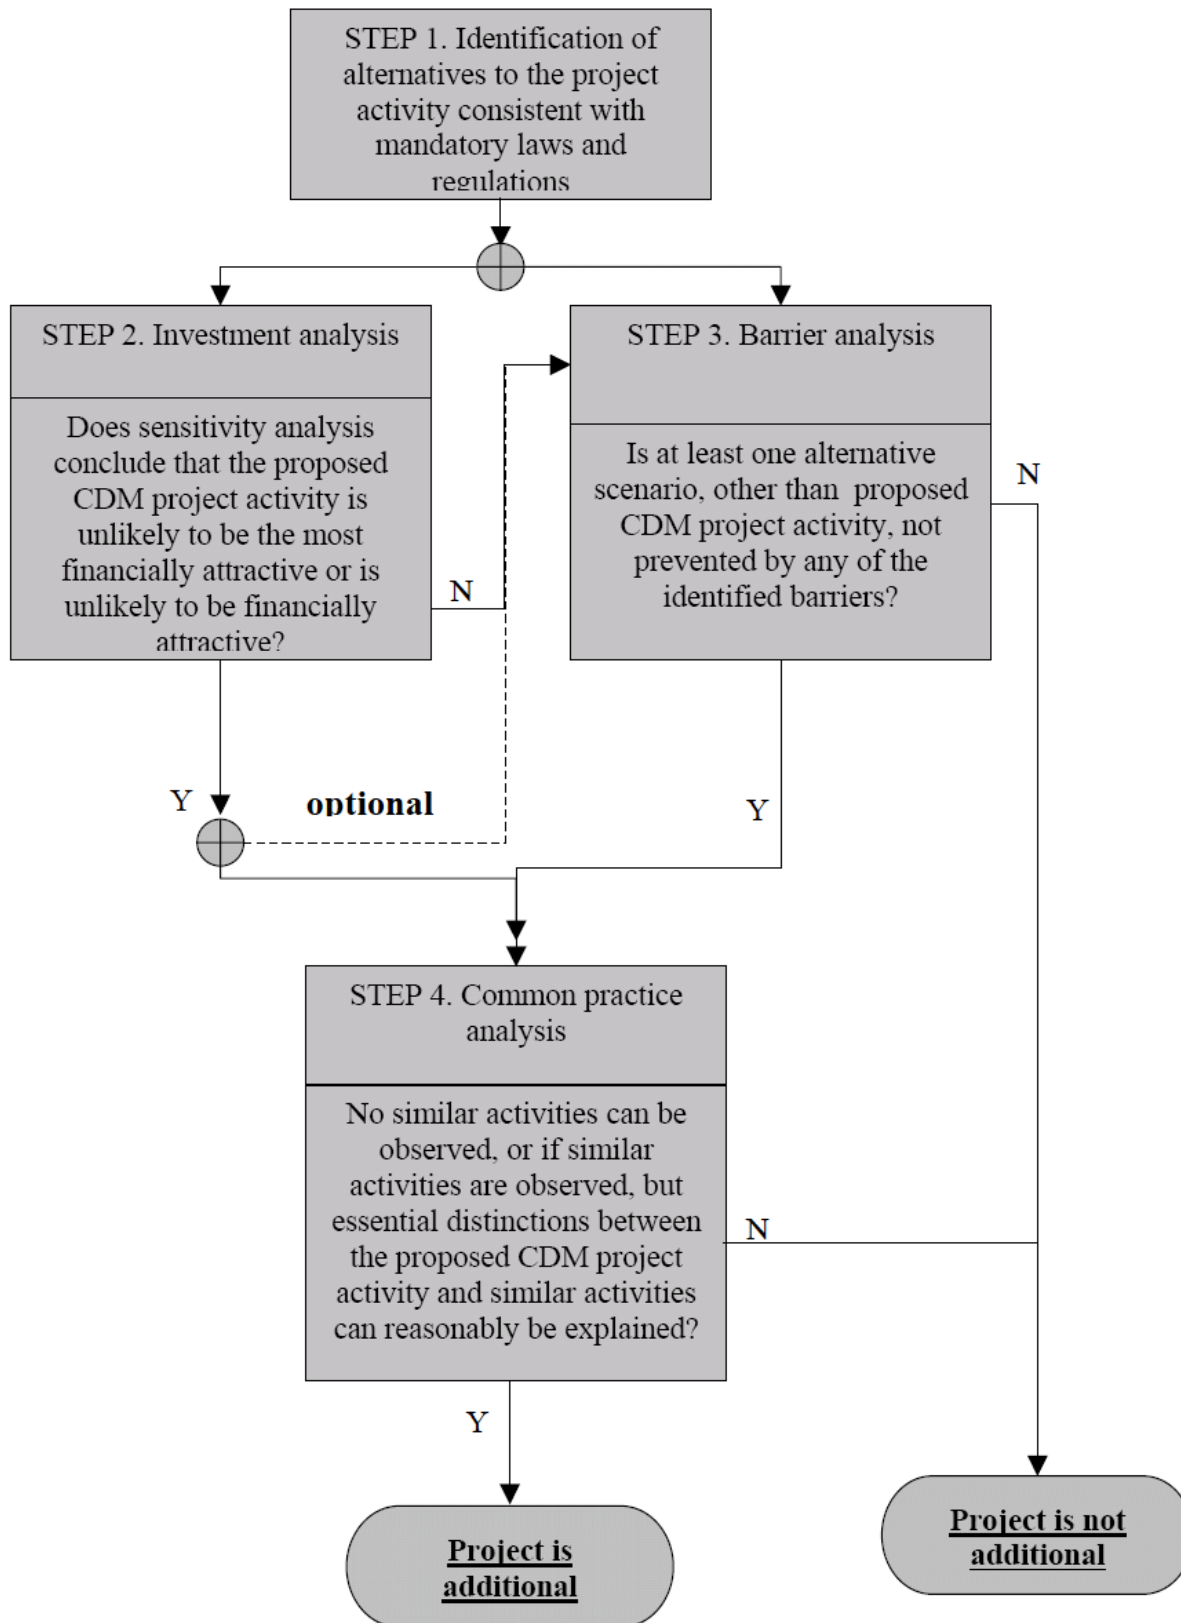 STEP 1. Identification of
alternatives to the project
activity consistent with
mandatory laws and
regulations
STEP 2. Investment analysis
Does sensitivity analysis
conclude that the proposed
CDM project activity is
unlikely to be the most
financially attractive or is
unlikely to be financially
attractive?
N
Y
optional
STEP 3. Barrier analysis
Is at least one alternative
scenario, other than proposed
CDM project activity, not
prevented by any of the
identified barriers?
N
Y
STEP 4. Common practice
analysis
No similar activities can be
observed, or if similar
activities are observed, but
essential distinctions between
the proposed CDM project
activity and similar activities
can reasonably be explained?
N
Y
Project is
additional
Project is not
additional